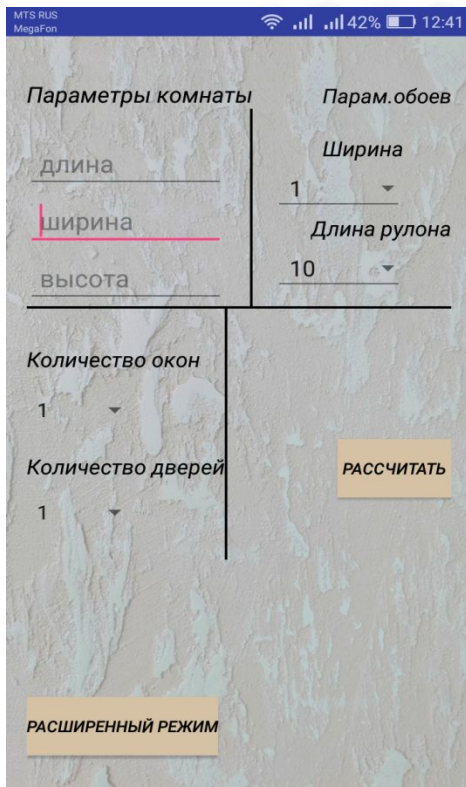 MTS RUS
MegaFon
42% 12:41
Параметры комнаты
длина
ширина
высота
Парам.обоев
Ширина
1
Длина рулона
10
Количество окон
1
Количество дверей
1
РАССЧИТАТЬ
РАСШИРЕННЫЙ РЕЖИМ